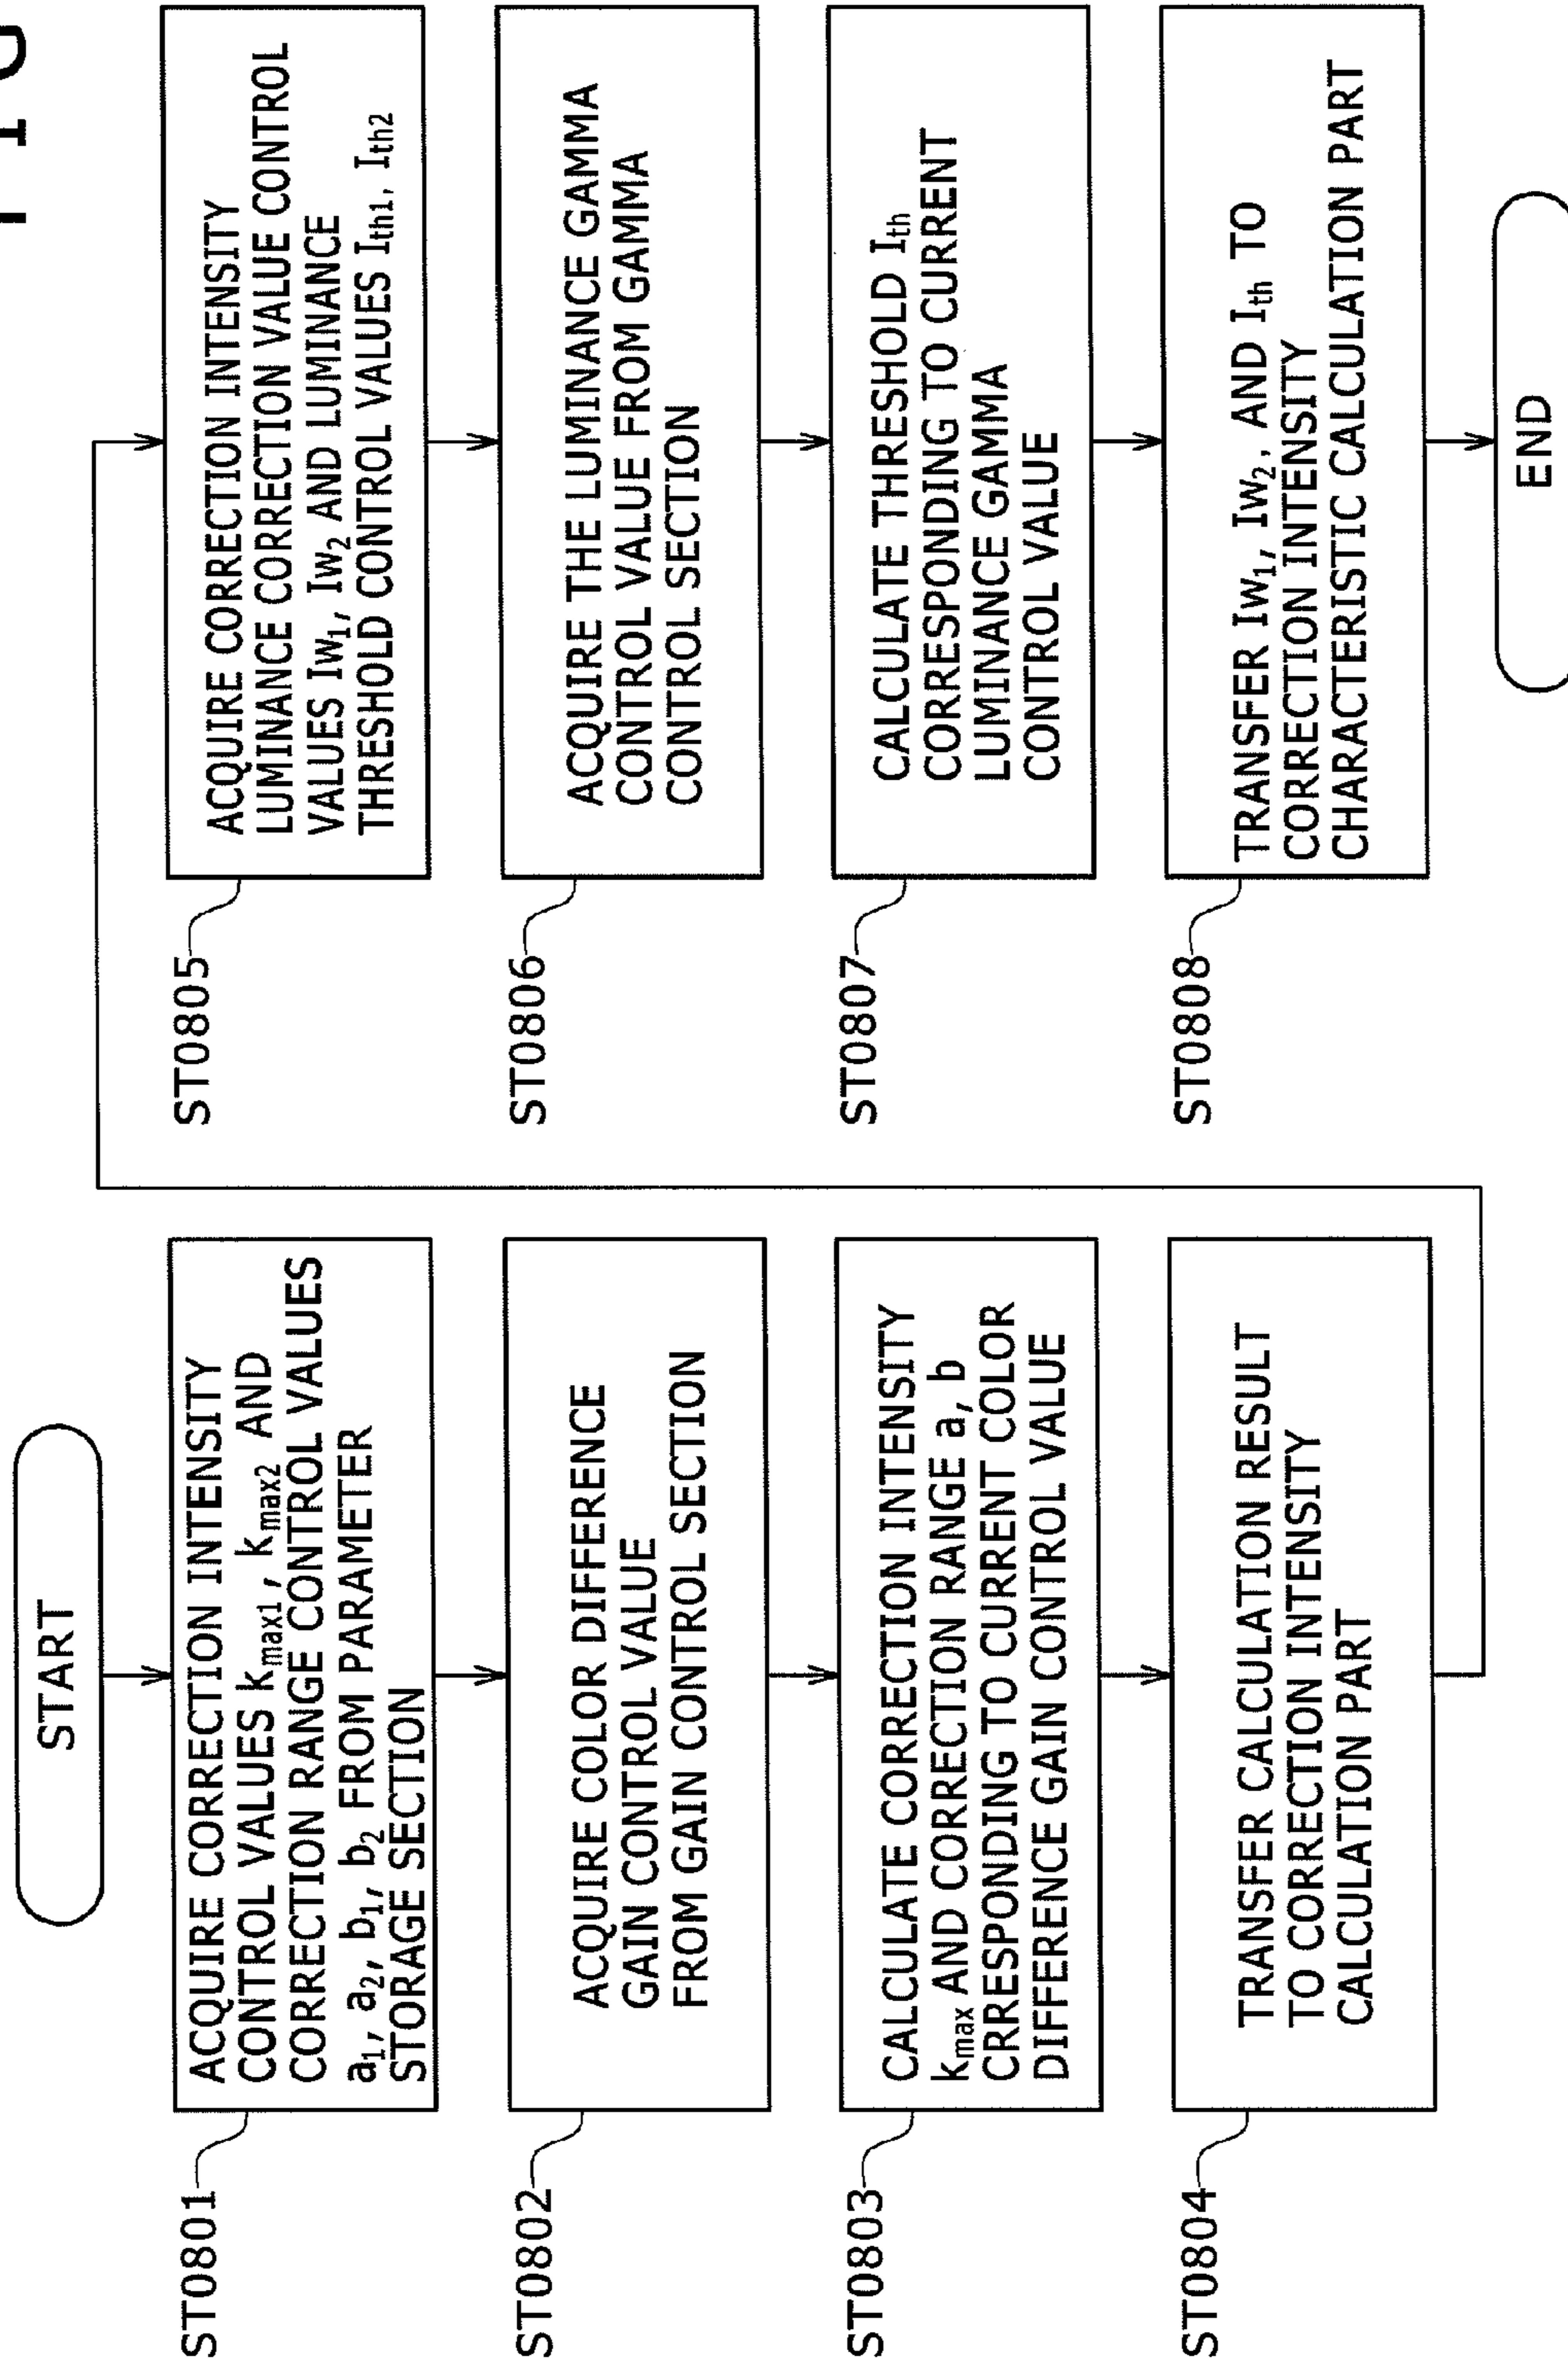 START
ST0801
ACQUIRE CORRECTION INTENSITY
CONTROL VALUES kmax1, kmax2 AND
CORRECTION RANGE CONTROL VALUES
a1, a2, b1, b2 FROM PARAMETER
STORAGE SECTION
ST0802
ACQUIRE COLOR DIFFERENCE
GAIN CONTROL VALUE
FROM GAIN CONTROL SECTION
ST0803
CALCULATE CORRECTION INTENSITY
kmax AND CORRECTION RANGE a, b
CRRESPONDING TO CURRENT COLOR
DIFFERENCE GAIN CONTROL VALUE
ST0804
TRANSFER CALCULATION RESULT
TO CORRECTION INTENSITY
CALCULATION PART
ST0805
ACQUIRE CORRECTION INTENSITY
LUMINANCE CORRECTION VALUE CONTROL
VALUES Iw1, Iw2 AND LUMINANCE
THRESHOLD CONTROL VALUES Ith1, Ith2
ST0806
ACQUIRE THE LUMINANCE GAMMA
CONTROL VALUE FROM GAMMA
CONTROL SECTION
ST0807
CALCULATE THRESHOLD Ith
CORRESPONDING TO CURRENT
LUMINANCE GAMMA
CONTROL VALUE
ST0808
TRANSFER Iw1, Iw2, AND Ith TO
CORRECTION INTENSITY
CHARACTERISTIC CALCULATION PART
END